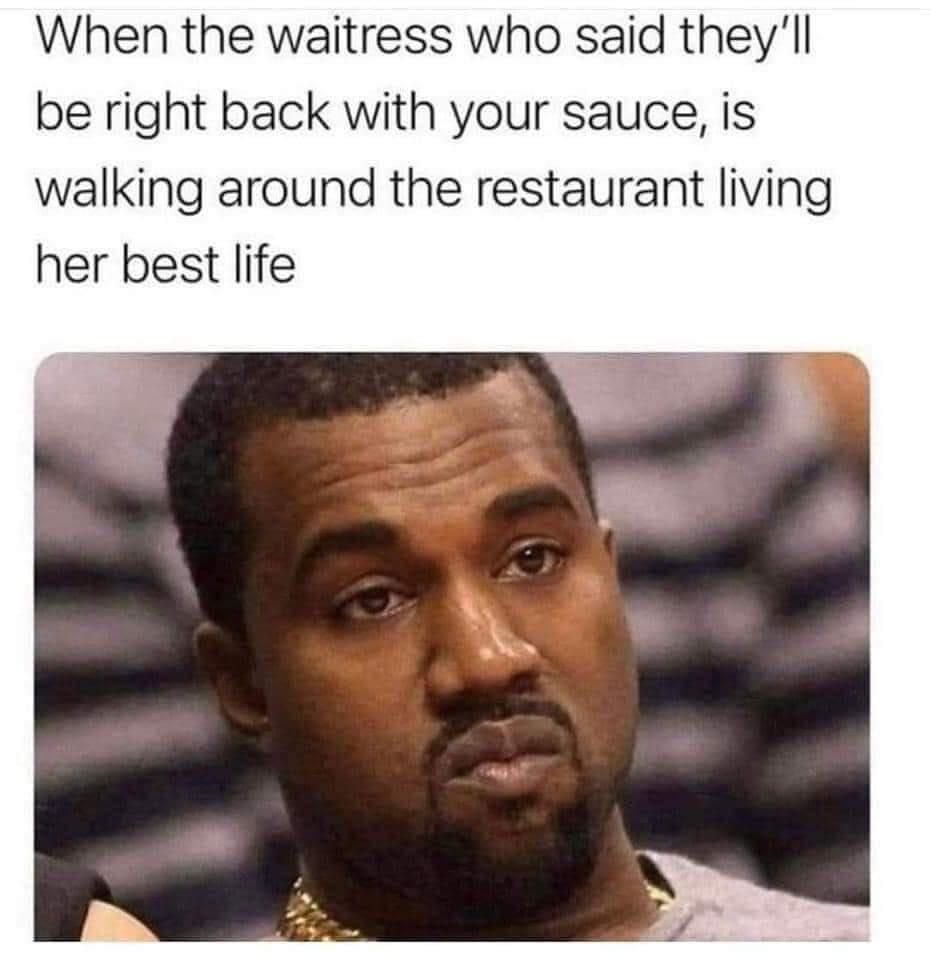 When the waitress who said they'll
be right back with your sauce, is
walking around the restaurant living
her best life